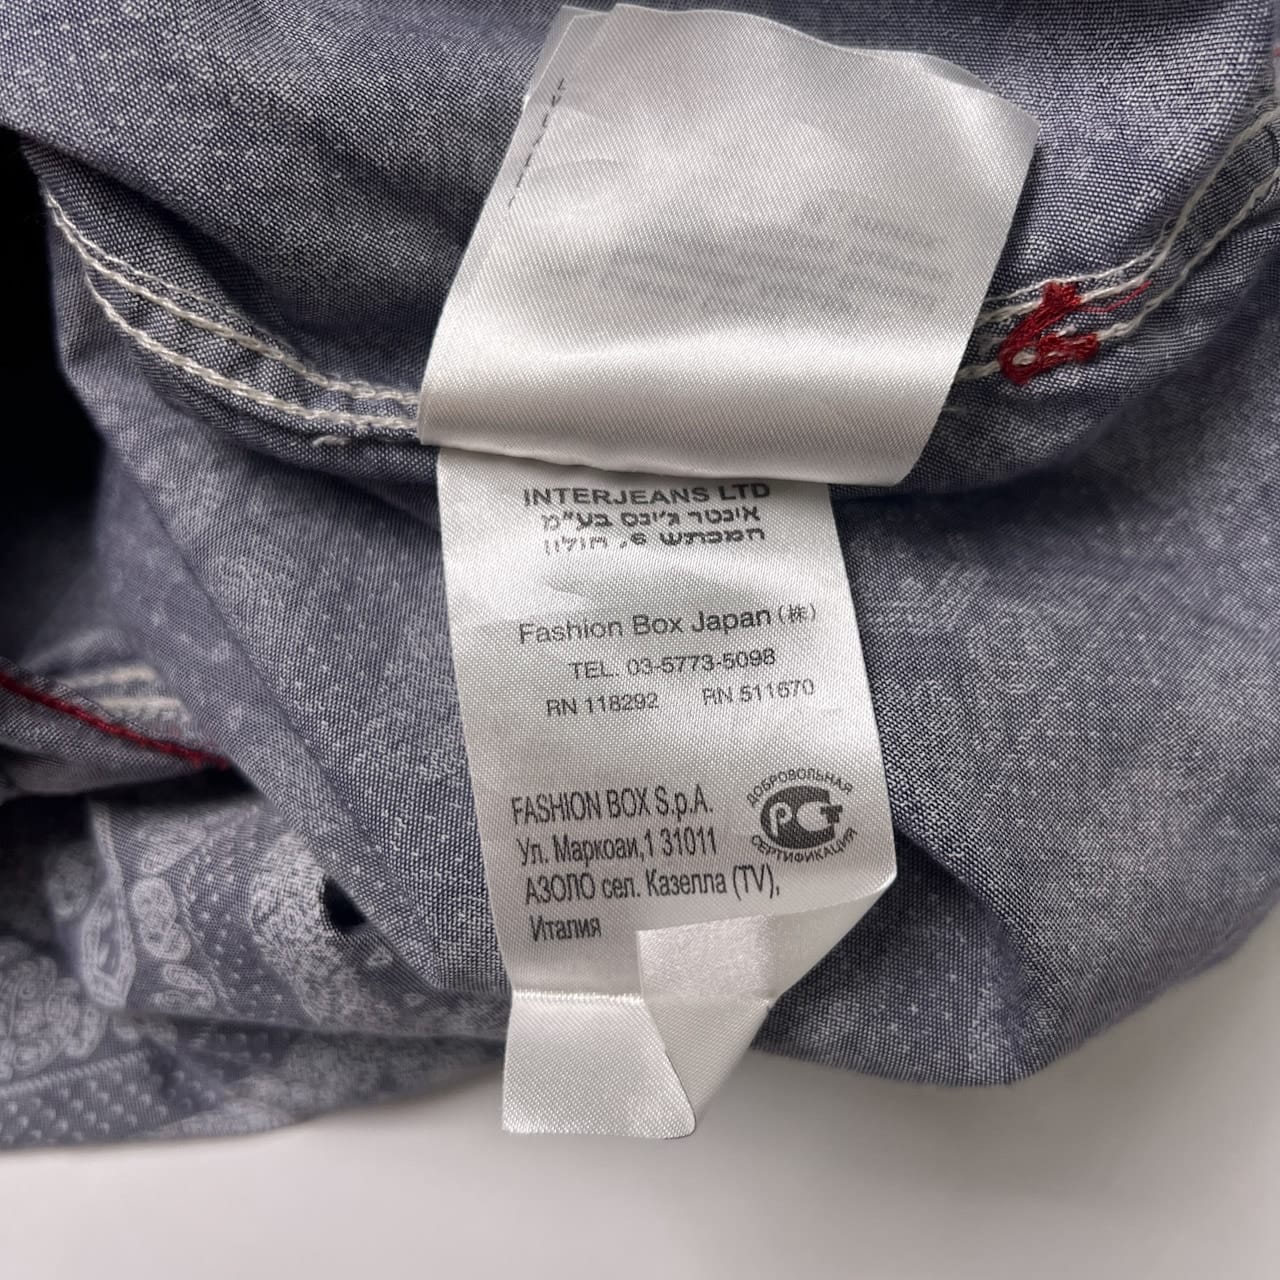 INTERJEANS LTD
אינטר ג׳ינס בע״מ
המכתש 6, חולון
Fashion Box Japan (株)
TEL. 03-5773-5098
RN 118292 RN 511670
FASHION BOX S.p.A.
Ул. Маркоаи,1 31011
АЗОЛО сел. Казелла (TV),
Италия
ДОБРОВОЛЬНАЯ
РСТ
СЕРТИФИКАЦИЯ